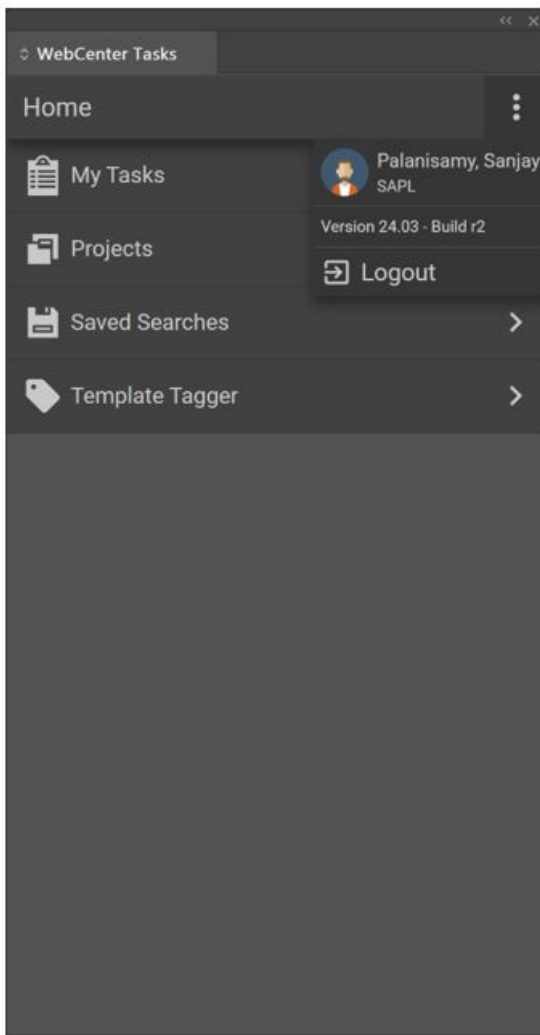 WebCenter Tasks
Home
My Tasks
Palanisamy, Sanjay
SAPL
Version 24.03 - Build r2
Projects
Logout
Saved Searches
Template Tagger